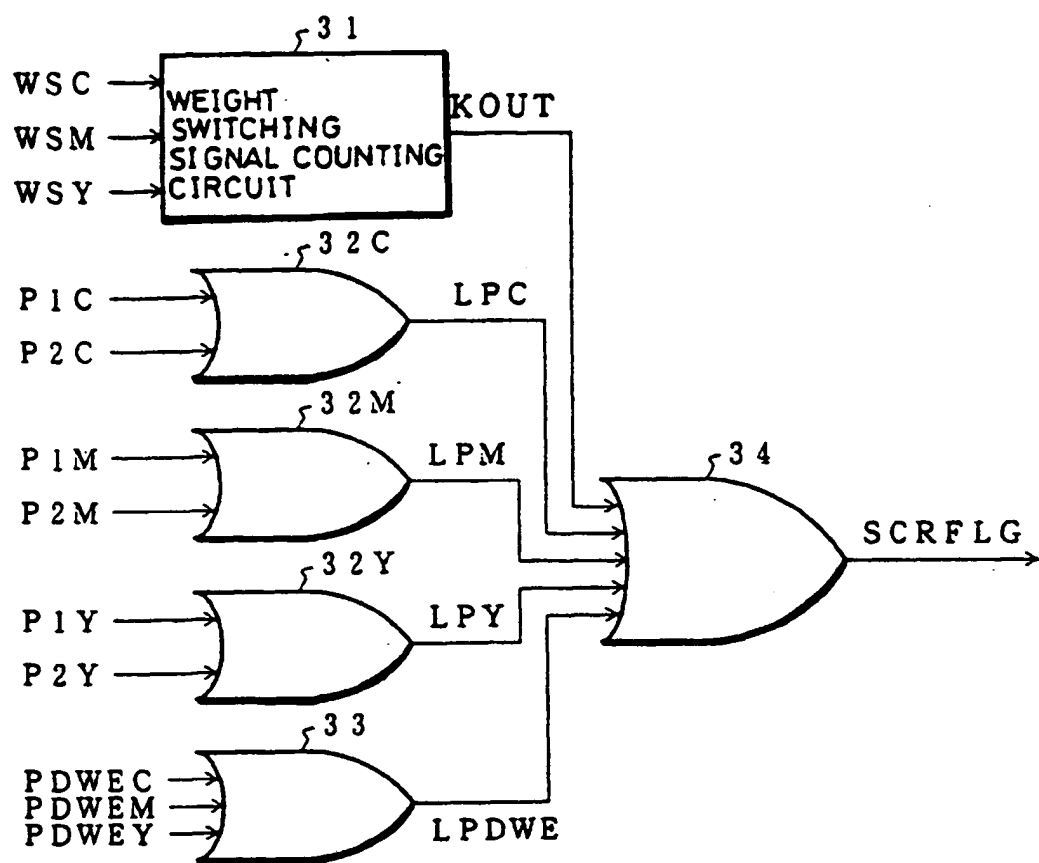 31
WSC
WSM
WSY
WEIGHT
SWITCHING
SIGNAL COUNTING
CIRCUIT
KOUT
32C
P1C
P2C
LPC
32M
P1M
P2M
LPM
34
SCRFLG
32Y
P1Y
P2Y
LPY
33
PDWEC
PDWEM
PDWEY
LPDWE